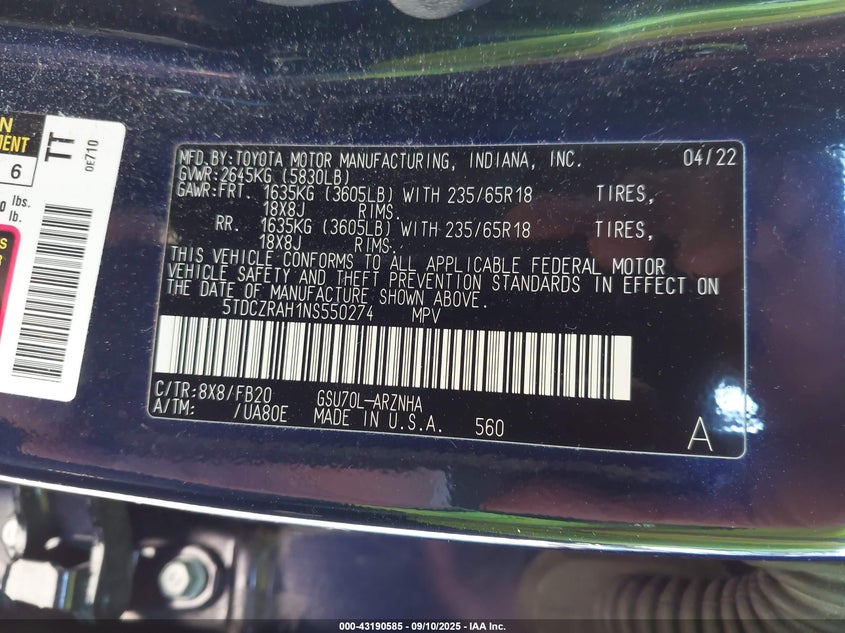 N
MENT
6
0 lbs.
lb.
S
R
TT
0E710
MFD.BY:TOYOTA MOTOR MANUFACTURING, INDIANA, INC. 04/22
GVWR:2645KG (5830LB)
GAWR:FRT. 1635KG (3605LB) WITH 235/65R18 TIRES,
18X8J RIMS.
RR. 1635KG (3605LB) WITH 235/65R18 TIRES,
18X8J RIMS.
THIS VEHICLE CONFORMS TO ALL APPLICABLE FEDERAL MOTOR
VEHICLE SAFETY AND THEFT PREVENTION STANDARDS IN EFFECT ON
THE DATE OF MANUFACTURE SHOWN ABOVE.
5TDCZRAH1NS550274 MPV
C/TR:8X8/FB20 GSU70L-ARZNHA
A/TM: /UA80E MADE IN U.S.A. 560
A
000-43190585 - 09/10/2025 - IAA Inc.